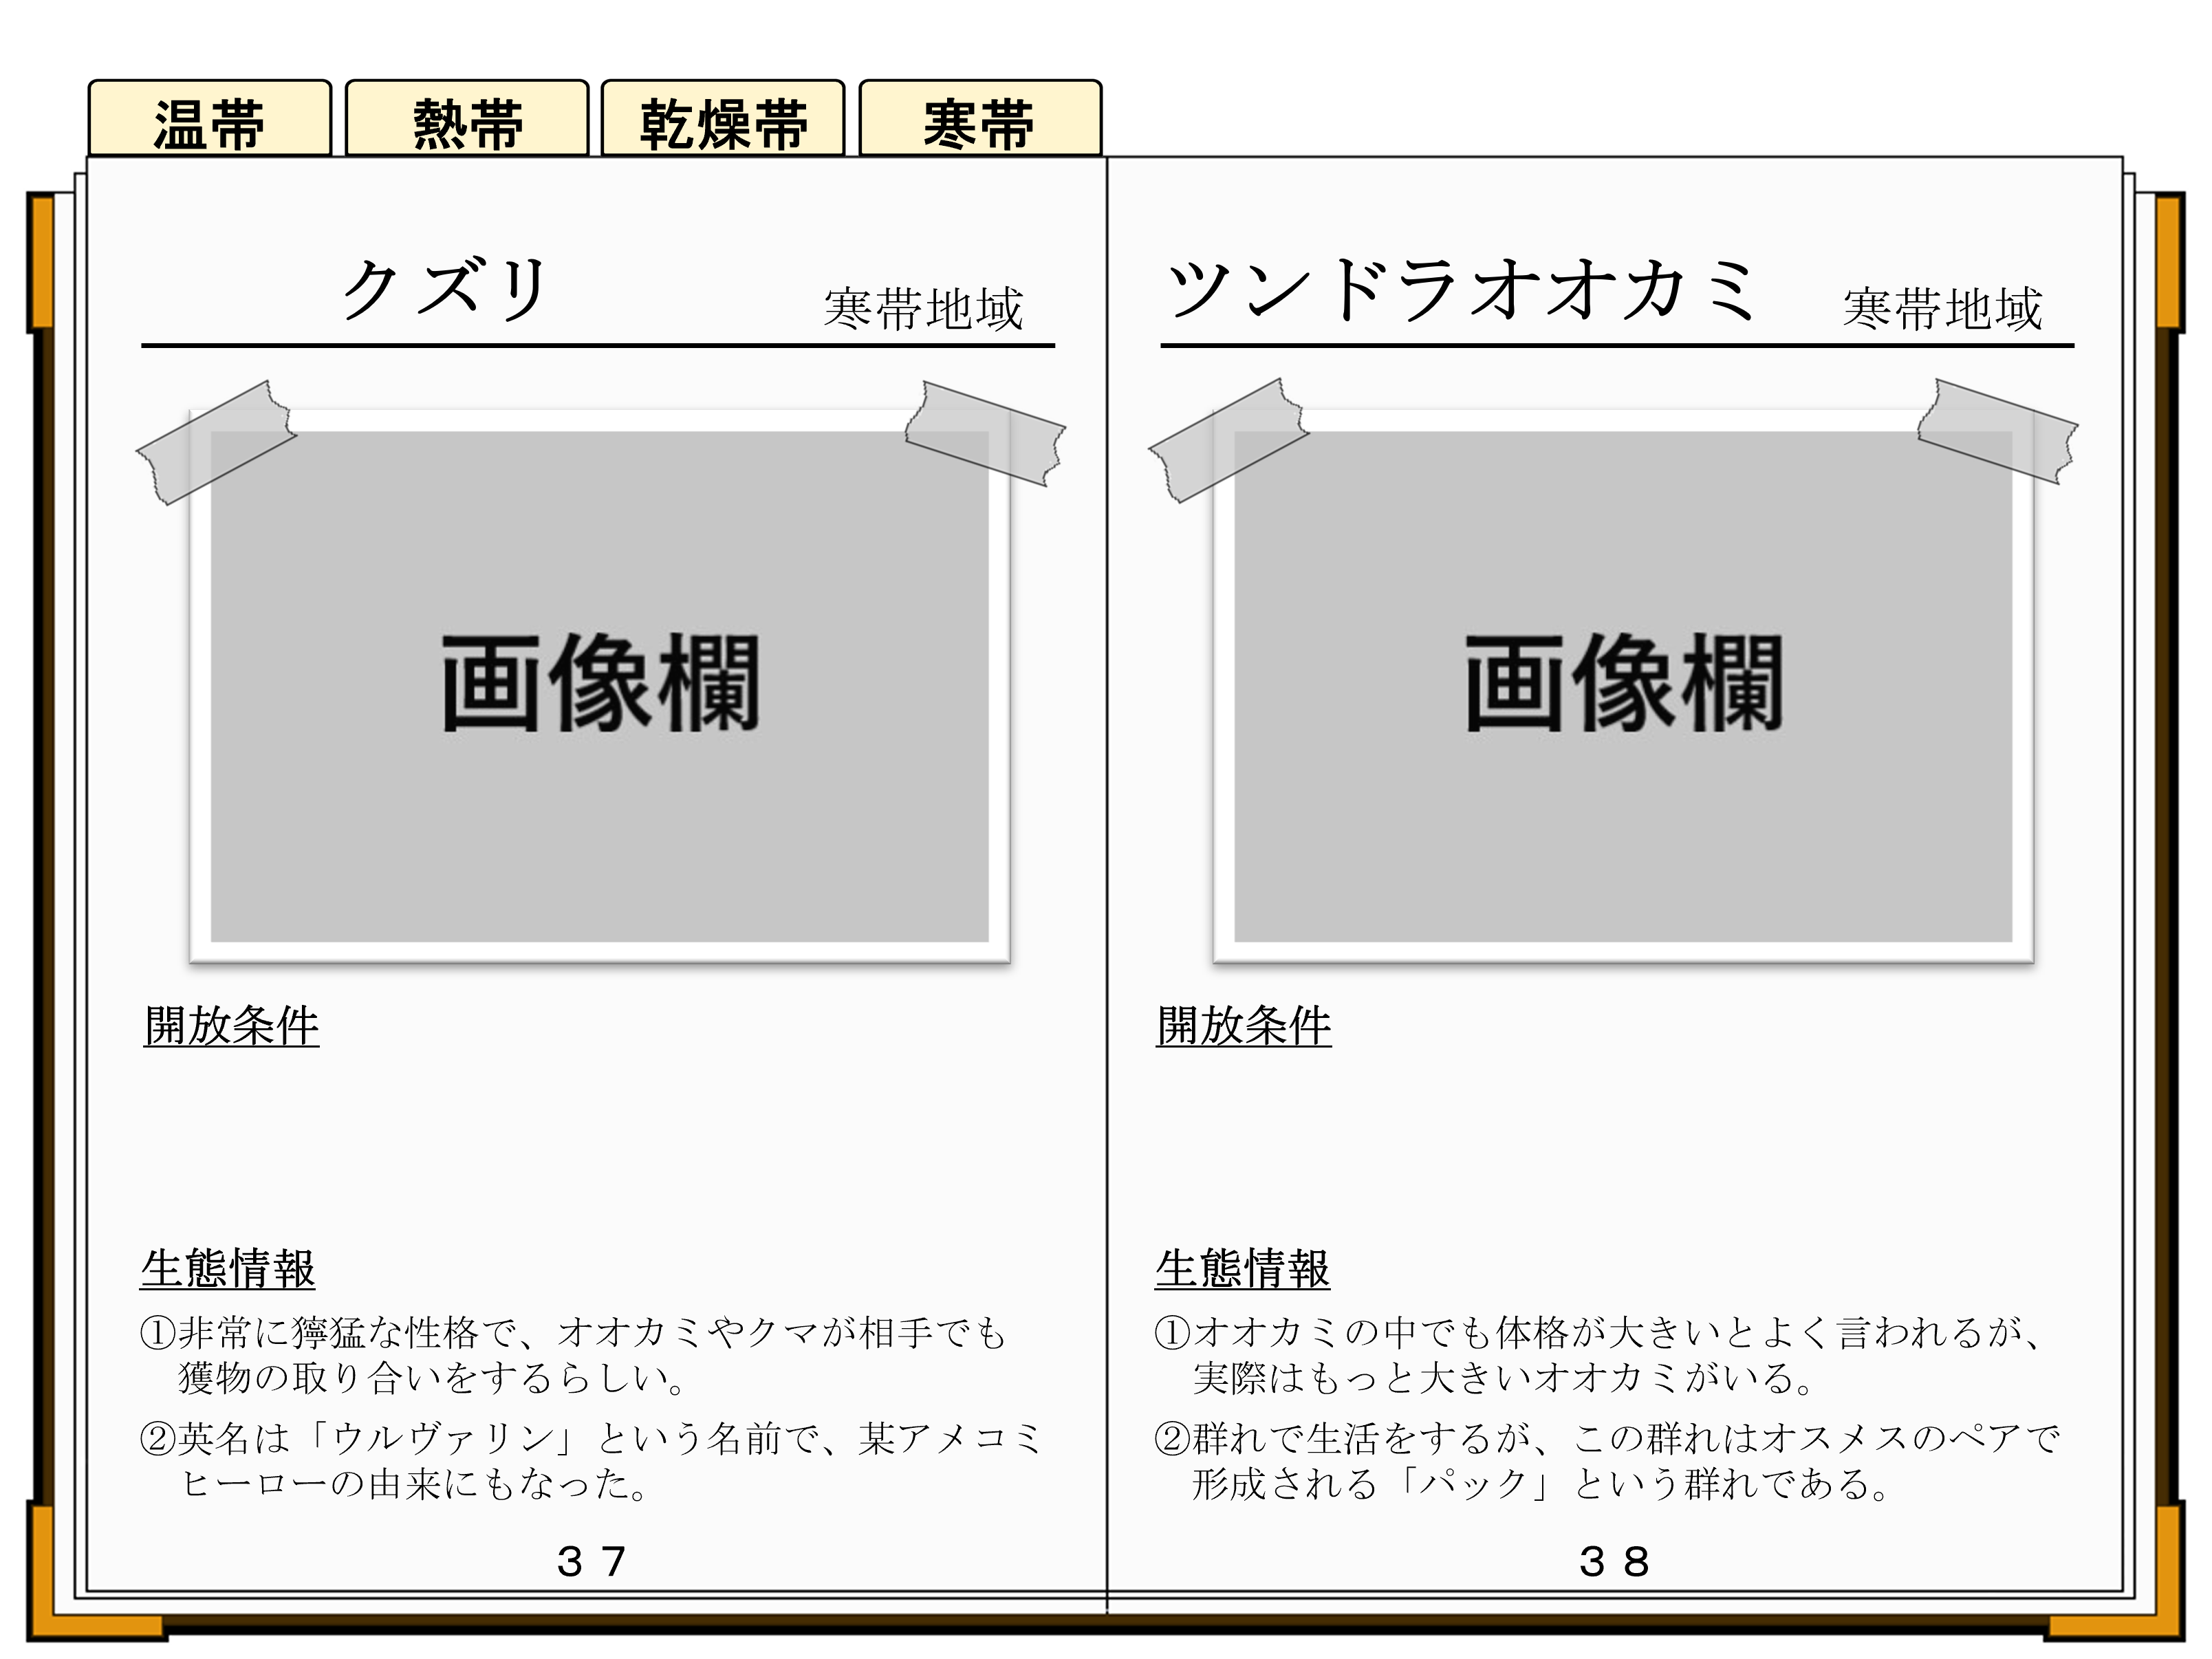 温帯
熱帯
乾燥帯
寒帯
クズリ
寒帯地域
画像欄
開放条件
生態情報
①非常に獰猛な性格で、オオカミやクマが相手でも
獲物の取り合いをするらしい。
②英名は「ウルヴァリン」という名前で、某アメコミ
ヒーローの由来にもなった。
３７
ツンドラオオカミ
寒帯地域
画像欄
開放条件
生態情報
①オオカミの中でも体格が大きいとよく言われるが、
実際はもっと大きいオオカミがいる。
②群れで生活をするが、この群れはオスメスのペアで
形成される「パック」という群れである。
３８